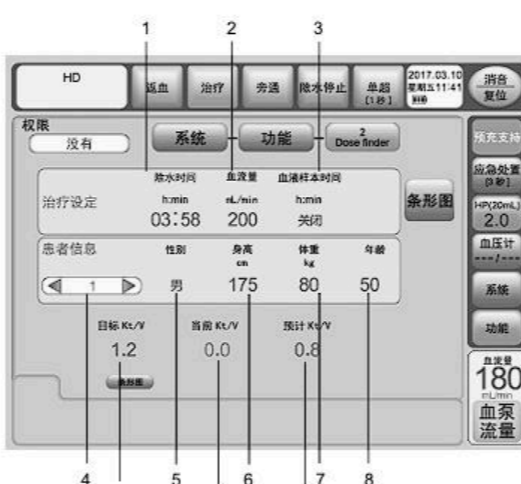 1 2 3
HD
返血
治疗
旁通
除水停止
单超
[1秒]
2017.03.10
星期五11:41
消音
复位
权限
没有
系统
功能
2
Dose finder
预充支持
应急处置
[3秒]
除水时间 血流量 血液样本时间
治疗设定 h:min mL/min h:min
03:58 200 关闭
条形图
HP(20mL)
2.0
血压计
---/---
患者信息 性别 身高 体重 年龄
cm kg
1 男 175 80 50
系统
功能
目标 Kt/V 当前 Kt/V 预计 Kt/V
1.2 0.0 0.8
条形图
血流量
180
mL/min
血泵
流量
4 5 6 7 8